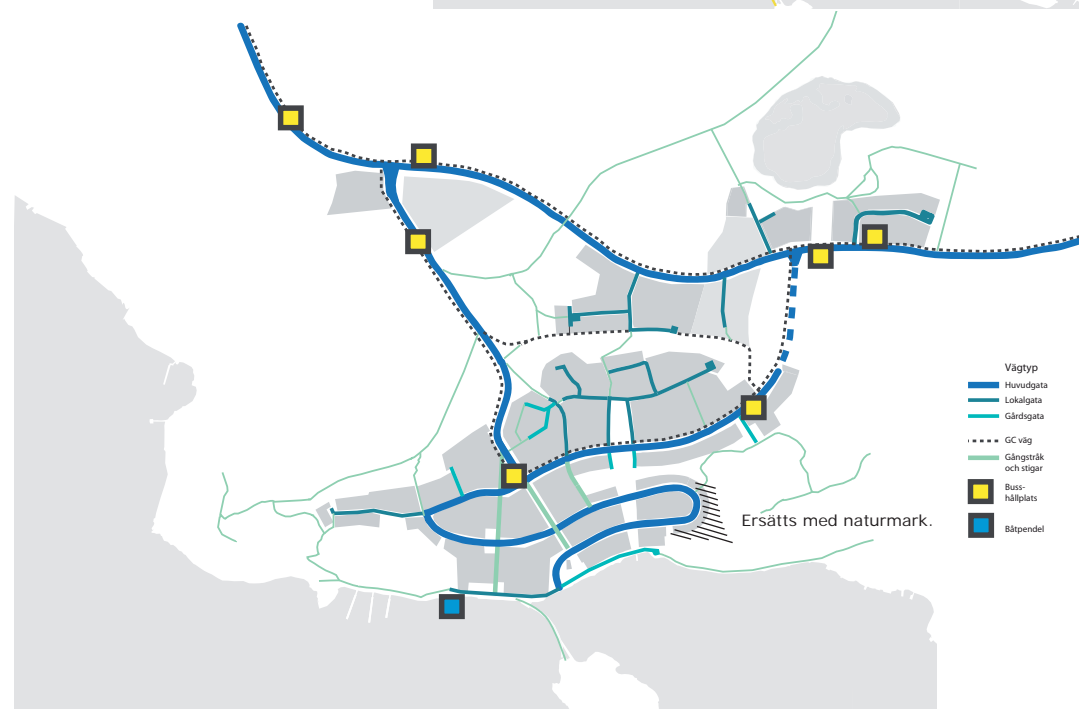 Vägtyp
Huvudgata
Lokalgata
Gårdsgata
GC väg
Gångstråk
och stigar
Buss-
hållplats
Ersätts med naturmark.
Båtpendel